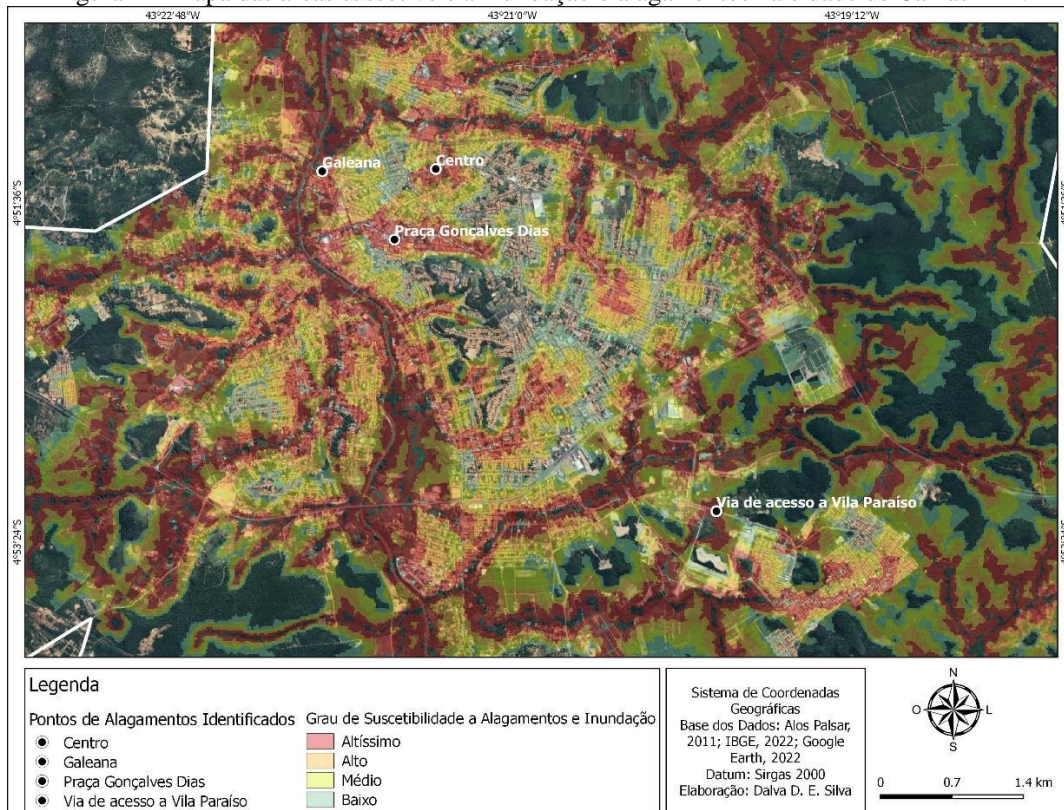 43°22'48"W 43°21'0"W 43°19'12"W
4°51'36"S
Galeana
Centro
Praça Goncalves Dias
Via de acesso a Vila Paraíso
4°53'24"S
Legenda
Pontos de Alagamentos Identificados
Centro
Galeana
Praça Gonçalves Dias
Via de acesso a Vila Paraíso
Grau de Suscetibilidade a Alagamentos e Inundação
Altíssimo
Alto
Médio
Baixo
Sistema de Coordenadas
Geográficas
Base dos Dados: Alos Palsar,
2011; IBGE, 2022; Google
Earth, 2022
Datum: Sirgas 2000
Elaboração: Dalva D. E. Silva
N
O L
S
0 0.7 1.4 km